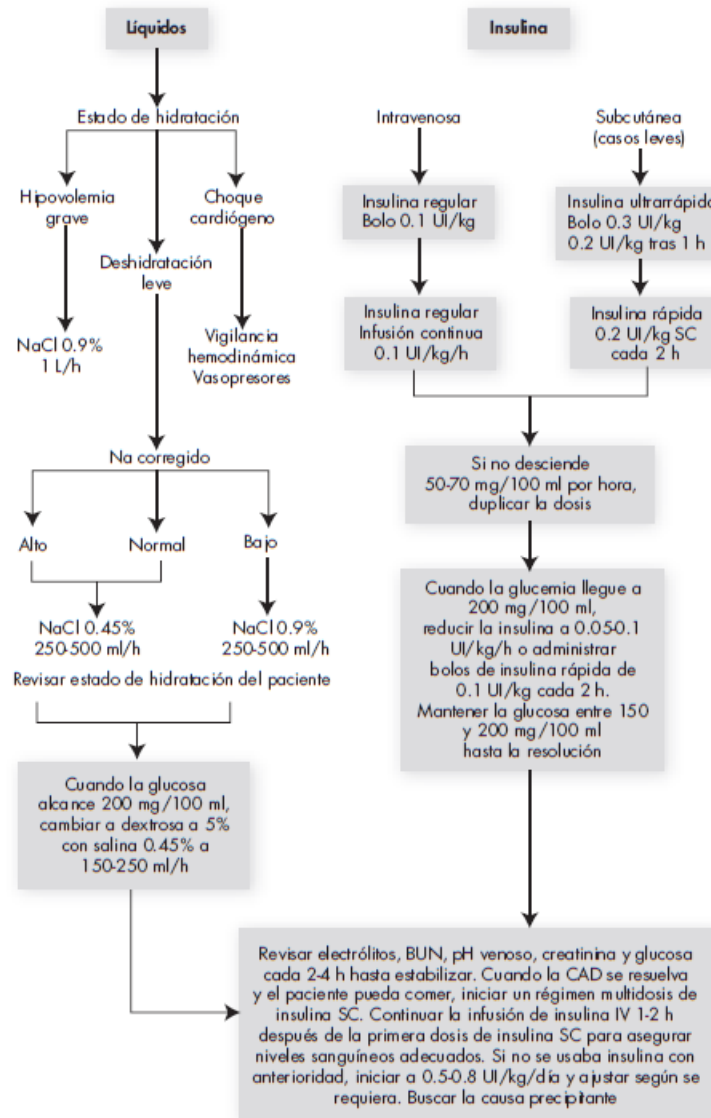 Líquidos
Estado de hidratación
Hipovolemia
grave
Choque
cardiógeno
Deshidratación
leve
NaCl 0.9%
1 L/h
Vigilancia
hemodinámica
Vasopresores
Na corregido
Alto
Normal
Bajo
NaCl 0.45%
250-500 ml/h
NaCl 0.9%
250-500 ml/h
Revisar estado de hidratación del paciente
Cuando la glucosa
alcance 200 mg/100 ml,
cambiar a dextrosa a 5%
con salina 0.45% a
150-250 ml/h
Insulina
Intravenosa
Subcutánea
(casos leves)
Insulina regular
Bolo 0.1 UI/kg
Insulina ultrarrápida
Bolo 0.3 UI/kg
0.2 UI/kg tras 1 h
Insulina regular
Infusión continua
0.1 UI/kg/h
Insulina rápida
0.2 UI/kg SC
cada 2 h
Si no desciende
50-70 mg/100 ml por hora,
duplicar la dosis
Cuando la glucemia llegue a
200 mg/100 ml,
reducir la insulina a 0.05-0.1
UI/kg/h o administrar
bolos de insulina rápida de
0.1 UI/kg cada 2 h.
Mantener la glucosa entre 150
y 200 mg/100 ml
hasta la resolución
Revisar electrólitos, BUN, pH venoso, creatinina y glucosa
cada 2-4 h hasta estabilizar. Cuando la CAD se resuelva
y el paciente pueda comer, iniciar un régimen multidosis de
insulina SC. Continuar la infusión de insulina IV 1-2 h
después de la primera dosis de insulina SC para asegurar
niveles sanguíneos adecuados. Si no se usaba insulina con
anterioridad, iniciar a 0.5-0.8 UI/kg/día y ajustar según se
requiera. Buscar la causa precipitante